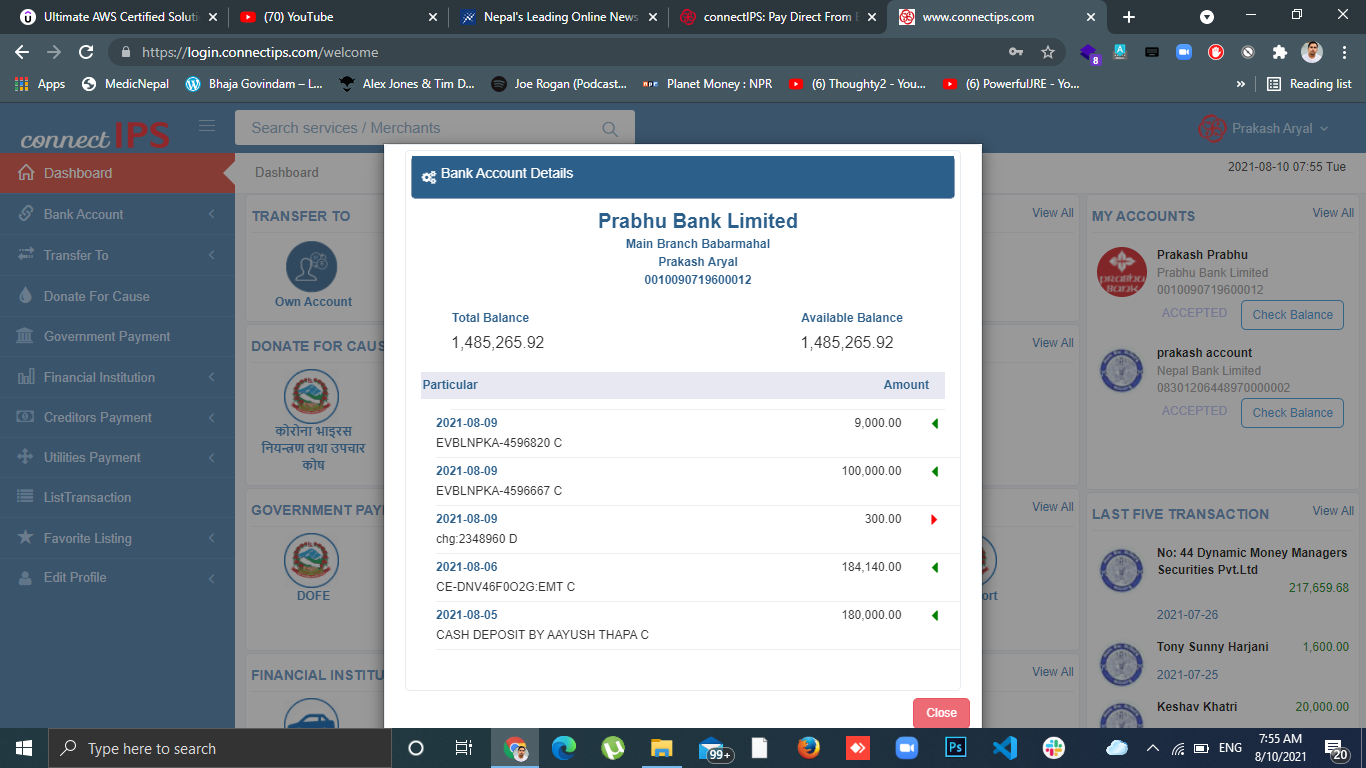 Ultimate AWS Certified Soluti
(70) YouTube
Nepal's Leading Online News
connectIPS: Pay Direct From
www.connectips.com
https://login.connectips.com/welcome
8
Apps
MedicNepal
Bhaja Govindam – L...
Alex Jones & Tim D...
Joe Rogan (Podcast...
Planet Money : NPR
(6) Thoughty2 - You...
(6) PowerfulJRE - Yo...
»
Reading list
connect IPS
Search services / Merchants
Prakash Aryal
Dashboard
Bank Account
Transfer To
Donate For Cause
Government Payment
Financial Institution
Creditors Payment
Utilities Payment
ListTransaction
Favorite Listing
Edit Profile
Dashboard
2021-08-10 07:55 Tue
TRANSFER TO
View All
Own Account
DONATE FOR CAUS
View All
कोरोना भाइरस
नियन्त्रण तथा उपचार
कोष
GOVERNMENT PAY
View All
DOFE
ort
FINANCIAL INSTITU
View All
Bank Account Details
Prabhu Bank Limited
Main Branch Babarmahal
Prakash Aryal
0010090719600012
Total Balance
Available Balance
1,485,265.92
1,485,265.92
Particular
Amount
2021-08-09
9,000.00
EVBLNPKA-4596820 C
2021-08-09
100,000.00
EVBLNPKA-4596667 C
2021-08-09
300.00
chg:2348960 D
2021-08-06
184,140.00
CE-DNV46F0O2G:EMT C
2021-08-05
180,000.00
CASH DEPOSIT BY AAYUSH THAPA C
Close
MY ACCOUNTS
View All
PRABHU
BANK
Prakash Prabhu
Prabhu Bank Limited
0010090719600012
ACCEPTED
Check Balance
prakash account
Nepal Bank Limited
08301206448970000002
ACCEPTED
Check Balance
LAST FIVE TRANSACTION
View All
No: 44 Dynamic Money Managers
Securities Pvt.Ltd
217,659.68
2021-07-26
Tony Sunny Harjani
1,600.00
2021-07-25
Keshav Khatri
20,000.00
Type here to search
99+
Ps
ENG
7:55 AM
8/10/2021
20